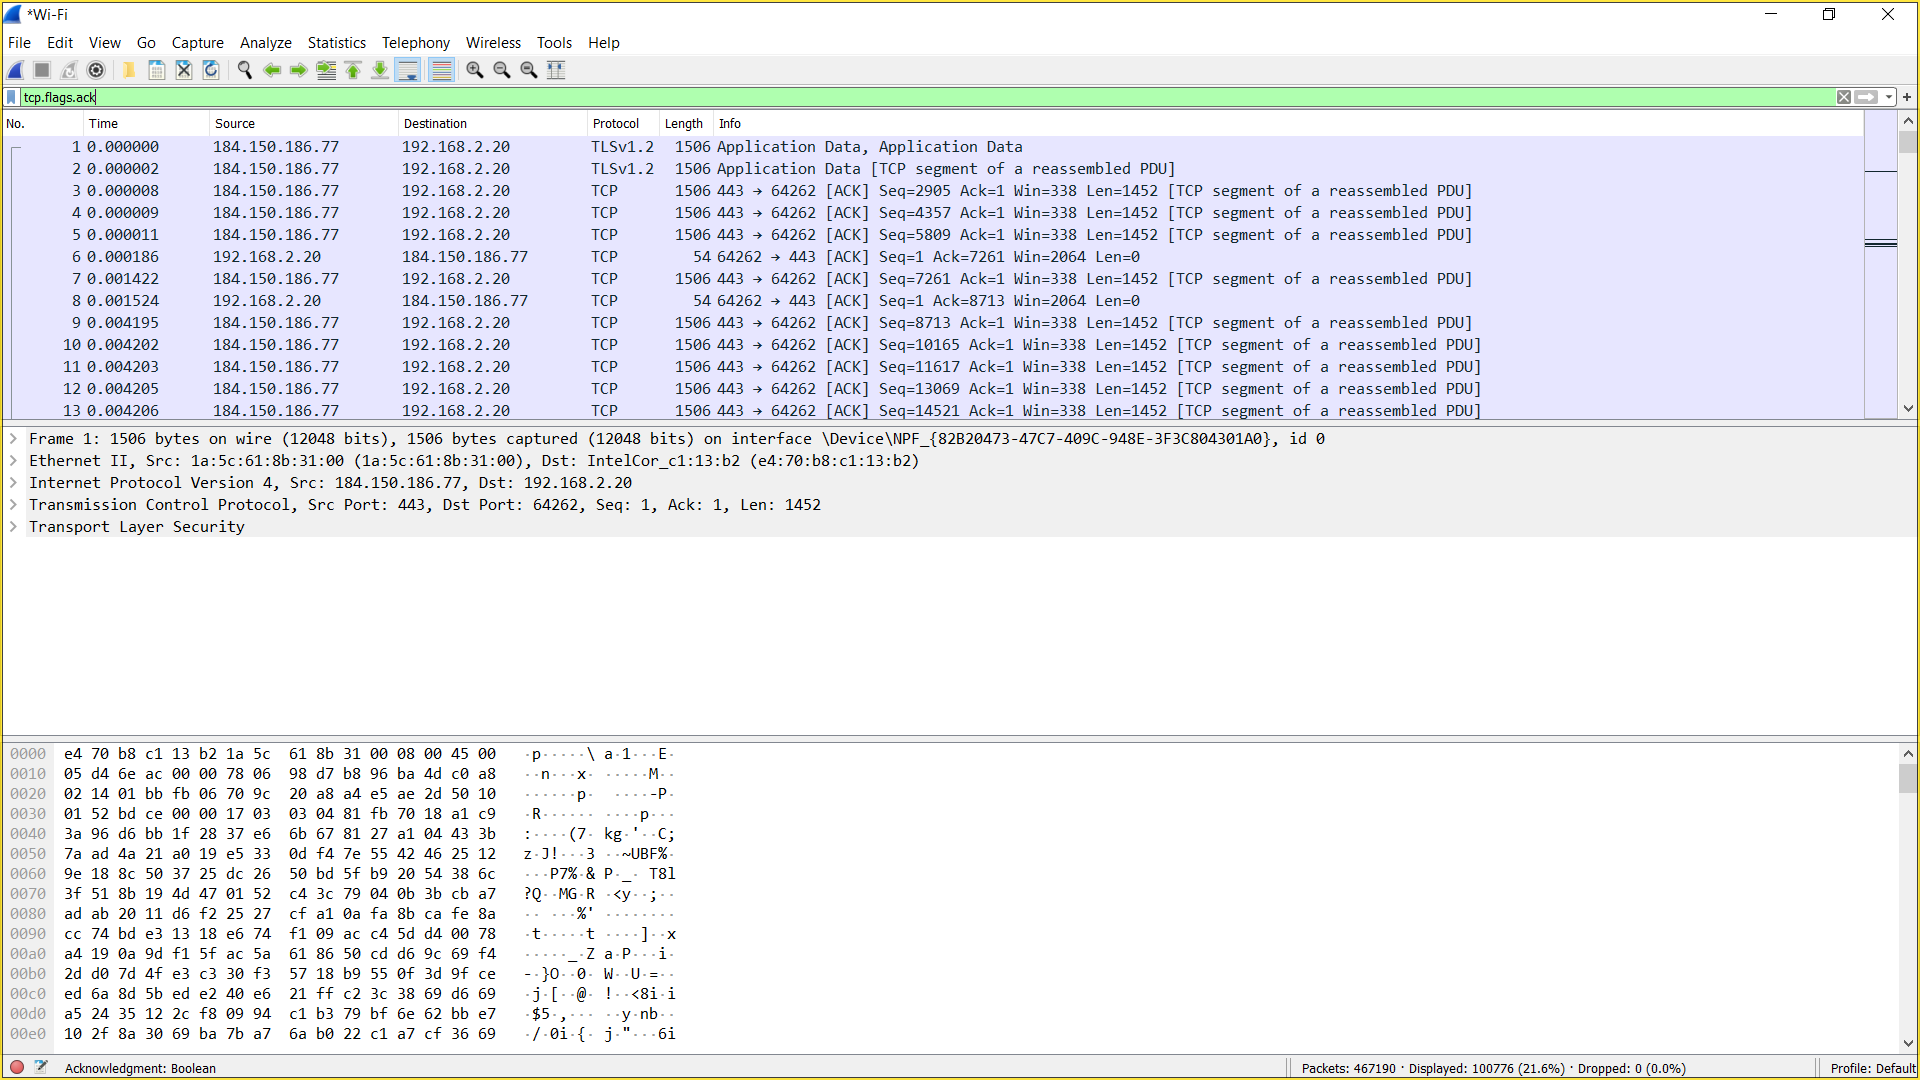 *Wi-Fi
File Edit View Go Capture Analyze Statistics Telephony Wireless Tools Help
tcp.flags.ack
No. Time Source Destination Protocol Length Info
1 0.000000 184.150.186.77 192.168.2.20 TLSv1.2 1506 Application Data, Application Data
2 0.000002 184.150.186.77 192.168.2.20 TLSv1.2 1506 Application Data [TCP segment of a reassembled PDU]
3 0.000008 184.150.186.77 192.168.2.20 TCP 1506 443 → 64262 [ACK] Seq=2905 Ack=1 Win=338 Len=1452 [TCP segment of a reassembled PDU]
4 0.000009 184.150.186.77 192.168.2.20 TCP 1506 443 → 64262 [ACK] Seq=4357 Ack=1 Win=338 Len=1452 [TCP segment of a reassembled PDU]
5 0.000011 184.150.186.77 192.168.2.20 TCP 1506 443 → 64262 [ACK] Seq=5809 Ack=1 Win=338 Len=1452 [TCP segment of a reassembled PDU]
6 0.000186 192.168.2.20 184.150.186.77 TCP 54 64262 → 443 [ACK] Seq=1 Ack=7261 Win=2064 Len=0
7 0.001422 184.150.186.77 192.168.2.20 TCP 1506 443 → 64262 [ACK] Seq=7261 Ack=1 Win=338 Len=1452 [TCP segment of a reassembled PDU]
8 0.001524 192.168.2.20 184.150.186.77 TCP 54 64262 → 443 [ACK] Seq=1 Ack=8713 Win=2064 Len=0
9 0.004195 184.150.186.77 192.168.2.20 TCP 1506 443 → 64262 [ACK] Seq=8713 Ack=1 Win=338 Len=1452 [TCP segment of a reassembled PDU]
10 0.004202 184.150.186.77 192.168.2.20 TCP 1506 443 → 64262 [ACK] Seq=10165 Ack=1 Win=338 Len=1452 [TCP segment of a reassembled PDU]
11 0.004203 184.150.186.77 192.168.2.20 TCP 1506 443 → 64262 [ACK] Seq=11617 Ack=1 Win=338 Len=1452 [TCP segment of a reassembled PDU]
12 0.004205 184.150.186.77 192.168.2.20 TCP 1506 443 → 64262 [ACK] Seq=13069 Ack=1 Win=338 Len=1452 [TCP segment of a reassembled PDU]
13 0.004206 184.150.186.77 192.168.2.20 TCP 1506 443 → 64262 [ACK] Seq=14521 Ack=1 Win=338 Len=1452 [TCP segment of a reassembled PDU]
Frame 1: 1506 bytes on wire (12048 bits), 1506 bytes captured (12048 bits) on interface \Device\NPF_{82B20473-47C7-409C-948E-3F3C804301A0}, id 0
Ethernet II, Src: 1a:5c:61:8b:31:00 (1a:5c:61:8b:31:00), Dst: IntelCor_c1:13:b2 (e4:70:b8:c1:13:b2)
Internet Protocol Version 4, Src: 184.150.186.77, Dst: 192.168.2.20
Transmission Control Protocol, Src Port: 443, Dst Port: 64262, Seq: 1, Ack: 1, Len: 1452
Transport Layer Security
0000 e4 70 b8 c1 13 b2 1a 5c 61 8b 31 00 08 00 45 00 ·p·····\ a·1···E·
0010 05 d4 6e ac 00 00 78 06 98 d7 b8 96 ba 4d c0 a8 ··n···x· ·····M··
0020 02 14 01 bb fb 06 70 9c 20 a8 a4 e5 ae 2d 50 10 ······p· ·····-P·
0030 01 52 bd ce 00 00 17 03 03 04 81 fb 70 18 a1 c9 ·R······ ····p···
0040 3a 96 d6 bb 1f 28 37 e6 6b 67 81 27 a1 04 43 3b :····(7· kg·'··C;
0050 7a ad 4a 21 a0 19 e5 33 0d f4 7e 55 42 46 25 12 z·J!···3 ··~UBF%·
0060 9e 18 8c 50 37 25 dc 26 50 bd 5f b9 20 54 38 6c ···P7%·& P·_· T8l
0070 3f 51 8b 19 4d 47 01 52 c4 3c 79 04 0b 3b cb a7 ?Q··MG·R ·<y··;··
0080 ad ab 20 11 d6 f2 25 27 cf a1 0a fa 8b ca fe 8a ·· ···%' ········
0090 cc 74 bd e3 13 18 e6 74 f1 09 ac c4 5d d4 00 78 ·t·····t ····]··x
00a0 a4 19 0a 9d f1 5f ac 5a 61 86 50 cd d6 9c 69 f4 ·····_·Z a·P···i·
00b0 2d d0 7d 4f e3 c3 30 f3 57 18 b9 55 0f 3d 9f ce -·}O··0· W··U·=··
00c0 ed 6a 8d 5b ed e2 40 e6 21 ff c2 3c 38 69 d6 69 ·j·[··@· !··<8i·i
00d0 a5 24 35 12 2c f8 09 94 c1 b3 79 bf 6e 62 bb e7 ·$5·,··· ··y·nb··
00e0 10 2f 8a 30 69 ba 7b a7 6a b0 22 c1 a7 cf 36 69 ·/·0i·{· j·"···6i
Acknowledgment: Boolean Packets: 467190 · Displayed: 100776 (21.6%) · Dropped: 0 (0.0%) Profile: Default